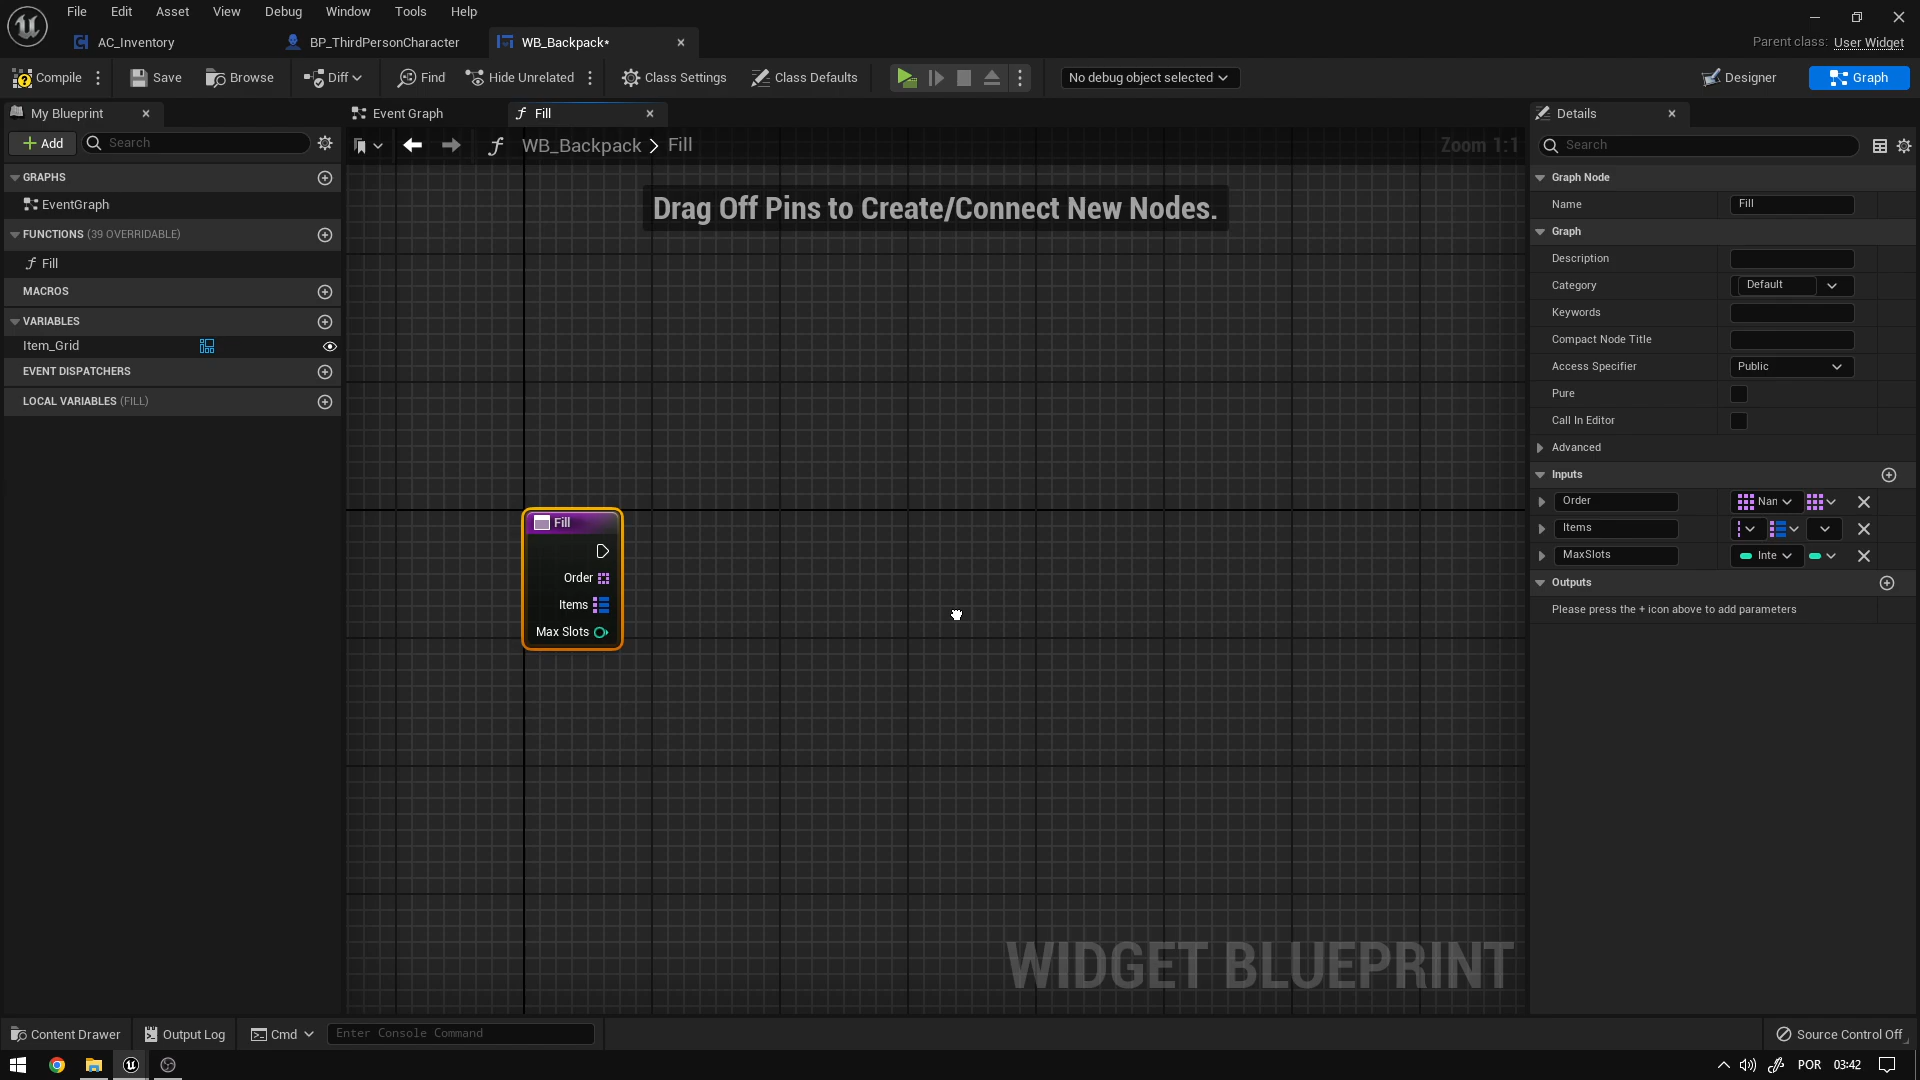 File Edit Asset View Debug Window Tools Help
AC_Inventory BP_ThirdPersonCharacter WB_Backpack* Parent class: User Widget
Compile Save Browse Diff Find Hide Unrelated Class Settings Class Defaults No debug object selected Designer Graph
My Blueprint Event Graph Fill Details
Add Search WB_Backpack > Fill Zoom 1:1 Search
GRAPHS
EventGraph
FUNCTIONS (39 OVERRIDABLE)
Fill
MACROS
VARIABLES
Item_Grid
EVENT DISPATCHERS
LOCAL VARIABLES (FILL)
Drag Off Pins to Create/Connect New Nodes.
Fill
Order
Items
Max Slots
WIDGET BLUEPRINT
Graph Node
Name Fill
Graph
Description
Category Default
Keywords
Compact Node Title
Access Specifier Public
Pure
Call In Editor
Advanced
Inputs
Order Nar
Items
MaxSlots Inte
Outputs
Please press the + icon above to add parameters
Content Drawer Output Log Cmd Enter Console Command Source Control Off
POR 03:42